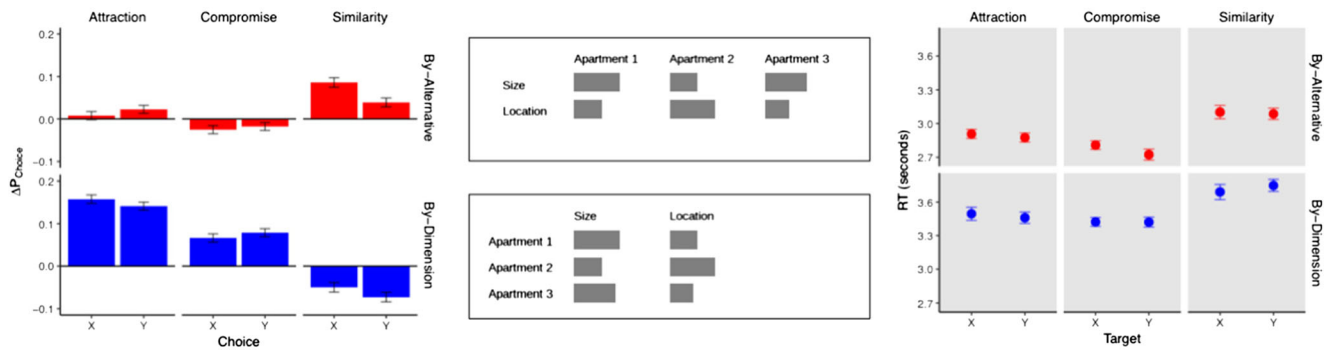 Attraction Compromise Similarity
0.2
0.1
0.0
−0.1
By−Alternative
0.2
0.1
0.0
−0.1
By−Dimension
ΔPChoice
X Y X Y X Y
Choice
Apartment 1 Apartment 2 Apartment 3
Size
Location
Size Location
Apartment 1
Apartment 2
Apartment 3
Attraction Compromise Similarity
3.6
3.3
3.0
2.7
By−Alternative
3.6
3.3
3.0
2.7
By−Dimension
RT (seconds)
X Y X Y X Y
Target